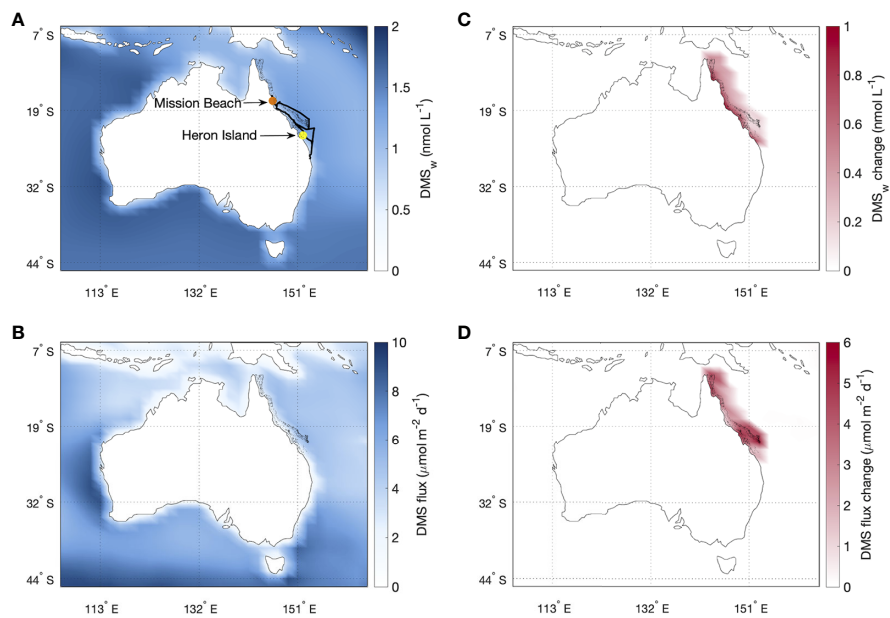 A
7° S
19° S
32° S
44° S
113° E
132° E
151° E
Mission Beach
Heron Island
2
1.5
1
0.5
0
DMSw (nmol L-1)
C
7° S
19° S
32° S
44° S
113° E
132° E
151° E
1
0.8
0.6
0.4
0.2
0
DMSw change (nmol L-1)
B
7° S
19° S
32° S
44° S
113° E
132° E
151° E
10
8
6
4
2
0
DMS flux (μmol m-2 d-1)
D
7° S
19° S
32° S
44° S
113° E
132° E
151° E
6
5
4
3
2
1
0
DMS flux change (μmol m-2 d-1)